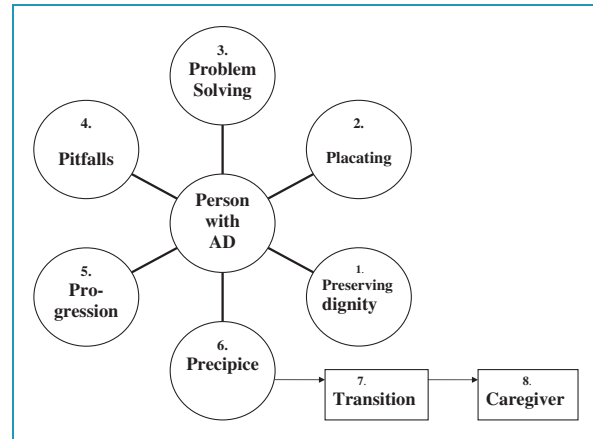 3.
Problem
Solving
4.
Pitfalls
2.
Placating
Person
with
AD
5.
Pro-
gression
1.
Preserving
dignity
6.
Precipice
7.
Transition
8.
Caregiver